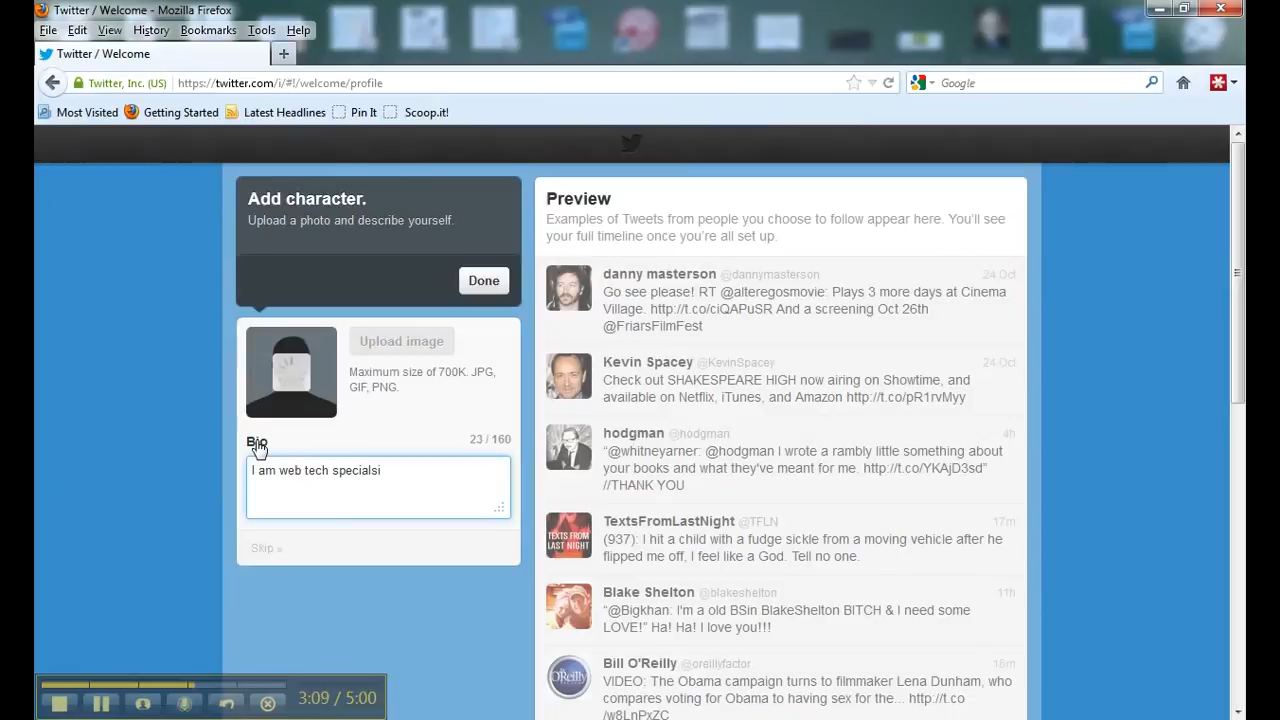 Twitter / Welcome - Mozilla Firefox
File Edit View History Bookmarks Tools Help
Twitter / Welcome
Twitter, Inc. (US) https://twitter.com/i/#!/welcome/profile
Google
Most Visited Getting Started Latest Headlines Pin It Scoop.it!
Add character.
Upload a photo and describe yourself.
Done
Upload image
Maximum size of 700K. JPG,
GIF, PNG.
Bio
23 / 160
I am web tech specialsi
Skip »
Preview
Examples of Tweets from people you choose to follow appear here. You'll see
your full timeline once you're all set up.
danny masterson @dannymasterson 24 Oct
Go see please! RT @alteregosmovie: Plays 3 more days at Cinema
Village. http://t.co/ciQAPuSR And a screening Oct 26th
@FriarsFilmFest
Kevin Spacey @KevinSpacey 24 Oct
Check out SHAKESPEARE HIGH now airing on Showtime, and
available on Netflix, iTunes, and Amazon http://t.co/pR1rvMyy
hodgman @hodgman 4h
“@whitneyarner: @hodgman I wrote a rambly little something about
your books and what they've meant for me. http://t.co/YKAjD3sd”
//THANK YOU
TEXTS FROM
LAST NIGHT
TextsFromLastNight @TFLN 17m
(937): I hit a child with a fudge sickle from a moving vehicle after he
flipped me off, I feel like a God. Tell no one.
Blake Shelton @blakeshelton 11h
“@Bigkhan: I'm a old BSin BlakeShelton BITCH & I need some
LOVE!” Ha! Ha! I love you!!!
O'REILLY
Bill O'Reilly @oreillyfactor 16m
VIDEO: The Obama campaign turns to filmmaker Lena Dunham, who
compares voting for Obama to having sex for the... http://t.co
/w8LnPxZC
3:09 / 5:00